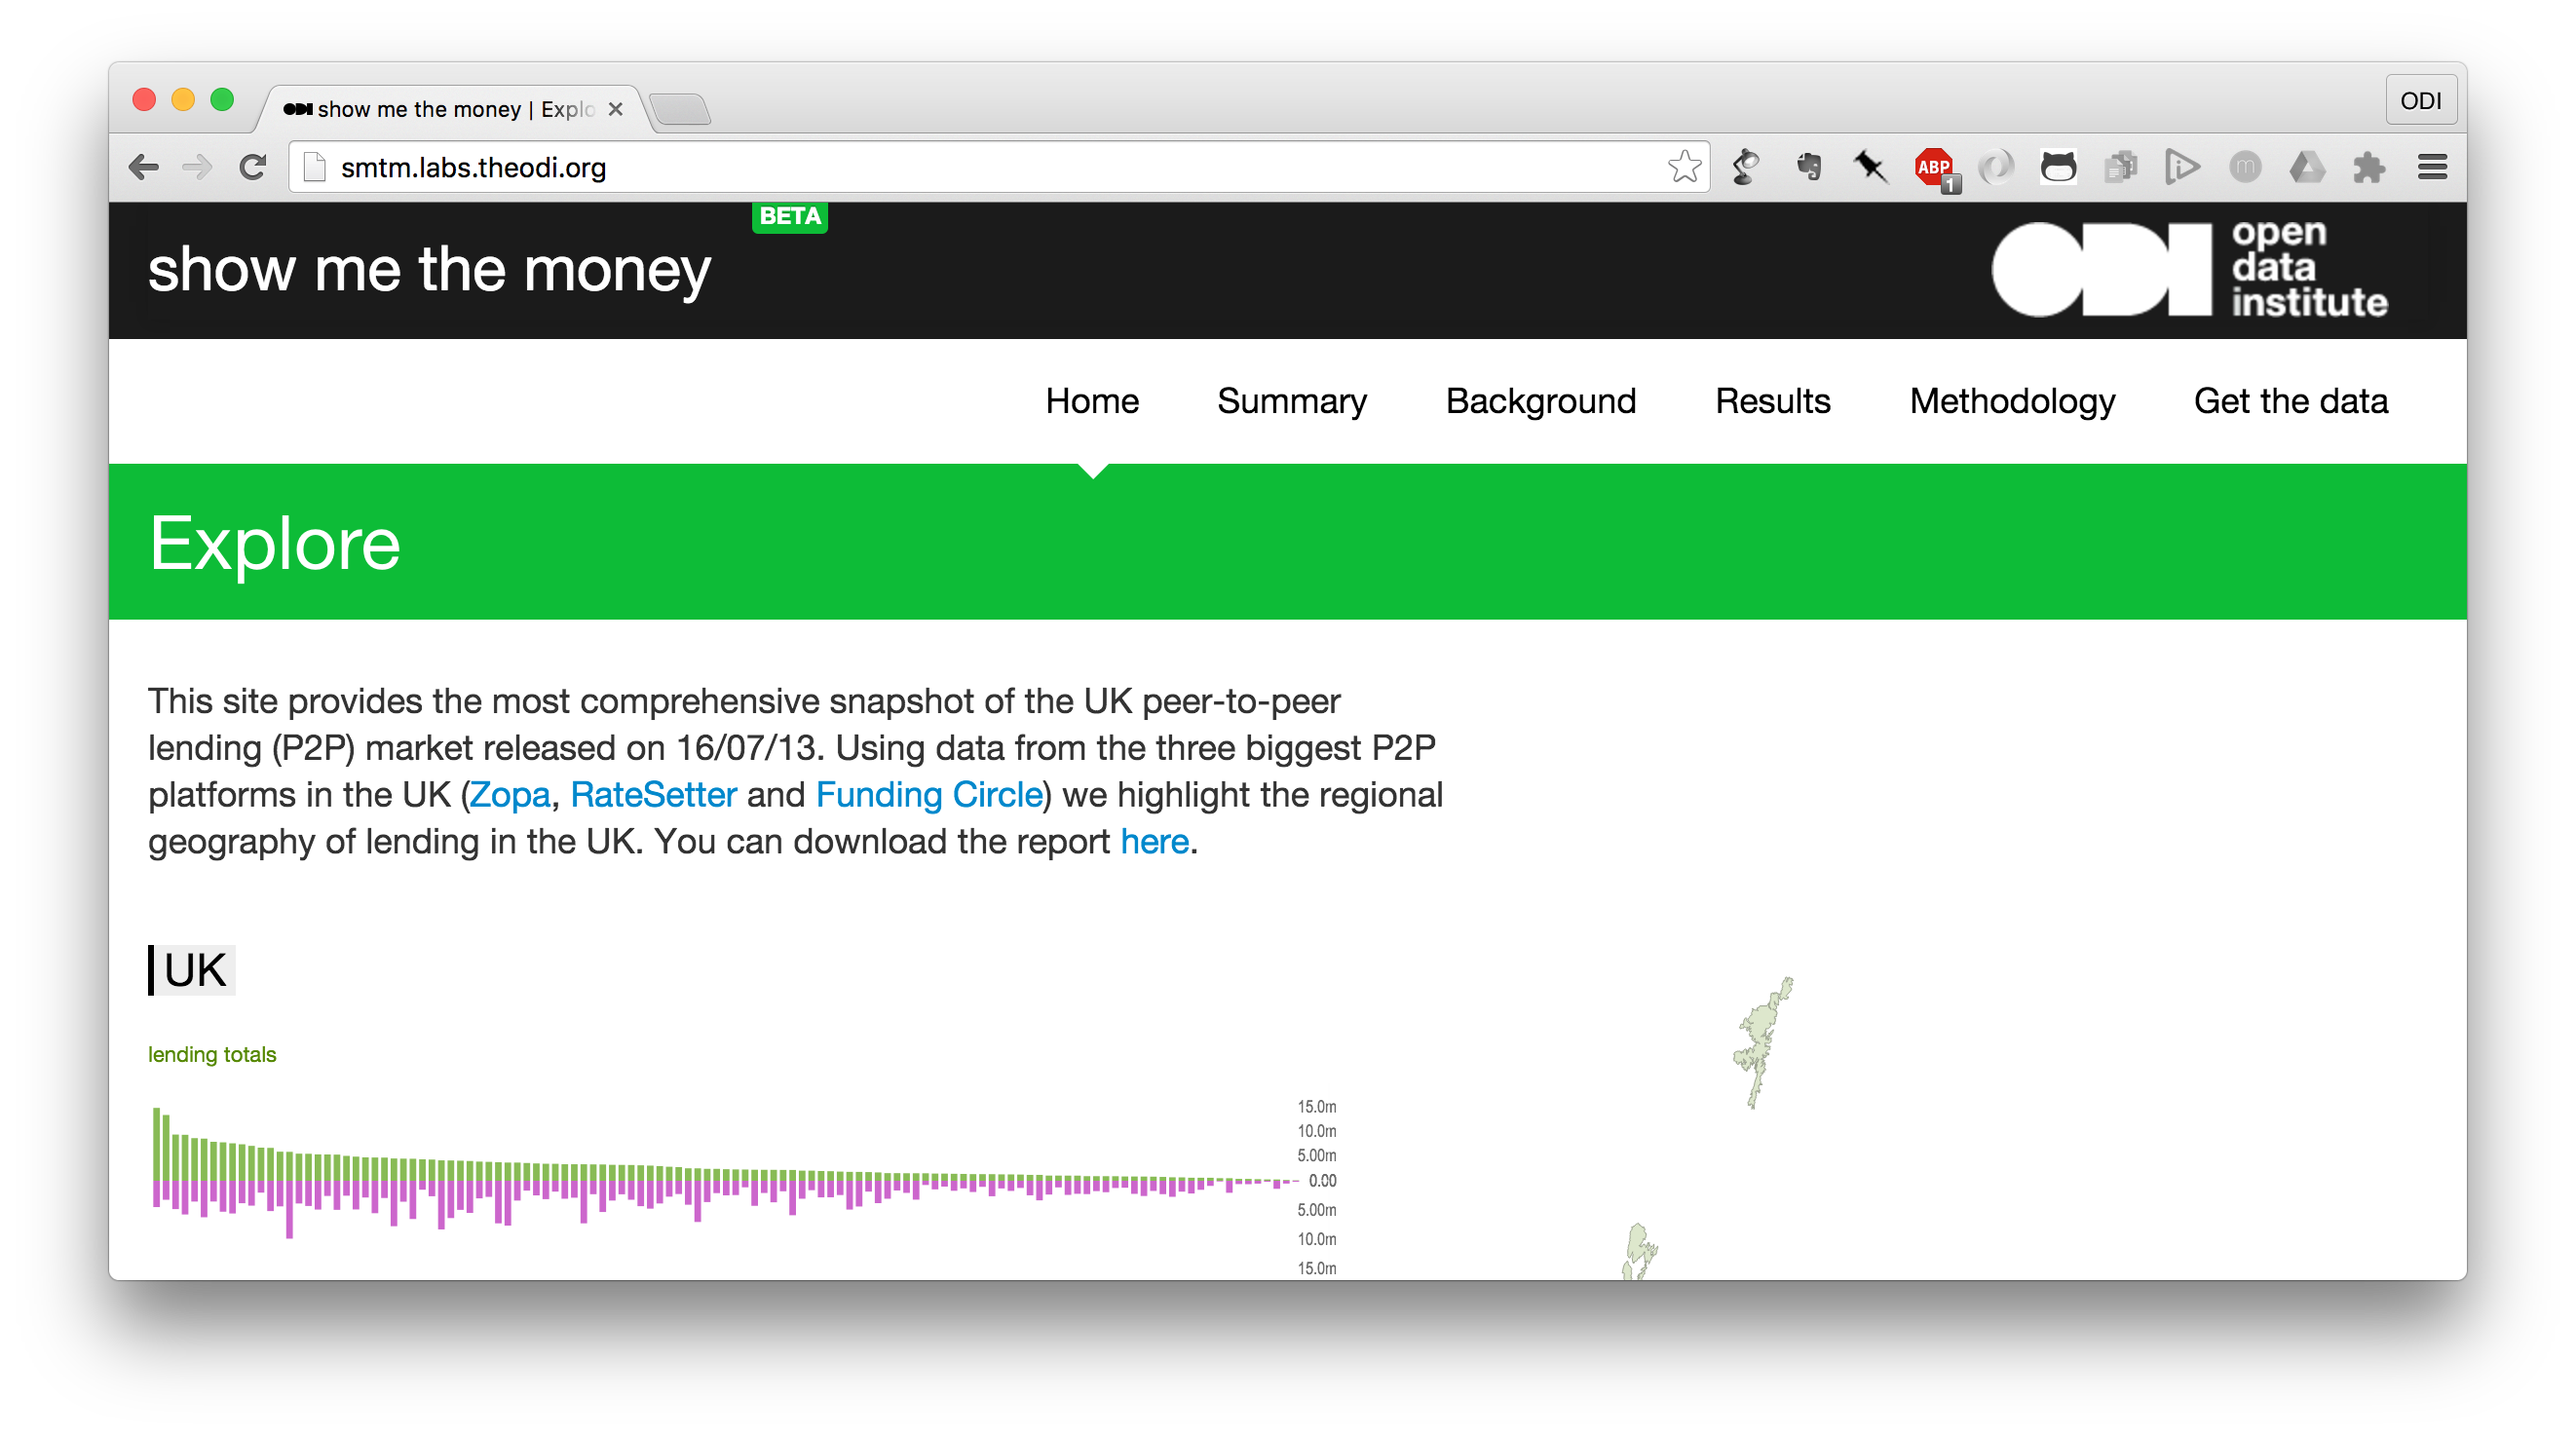 show me the money | Explo
ODI
smtm.labs.theodi.org
ABP
1
m
BETA
show me the money
ODI
open
data
institute
Home Summary Background Results Methodology Get the data
Explore
This site provides the most comprehensive snapshot of the UK peer-to-peer
lending (P2P) market released on 16/07/13. Using data from the three biggest P2P
platforms in the UK (Zopa, RateSetter and Funding Circle) we highlight the regional
geography of lending in the UK. You can download the report here.
UK
lending totals
15.0m
10.0m
5.00m
0.00
5.00m
10.0m
15.0m